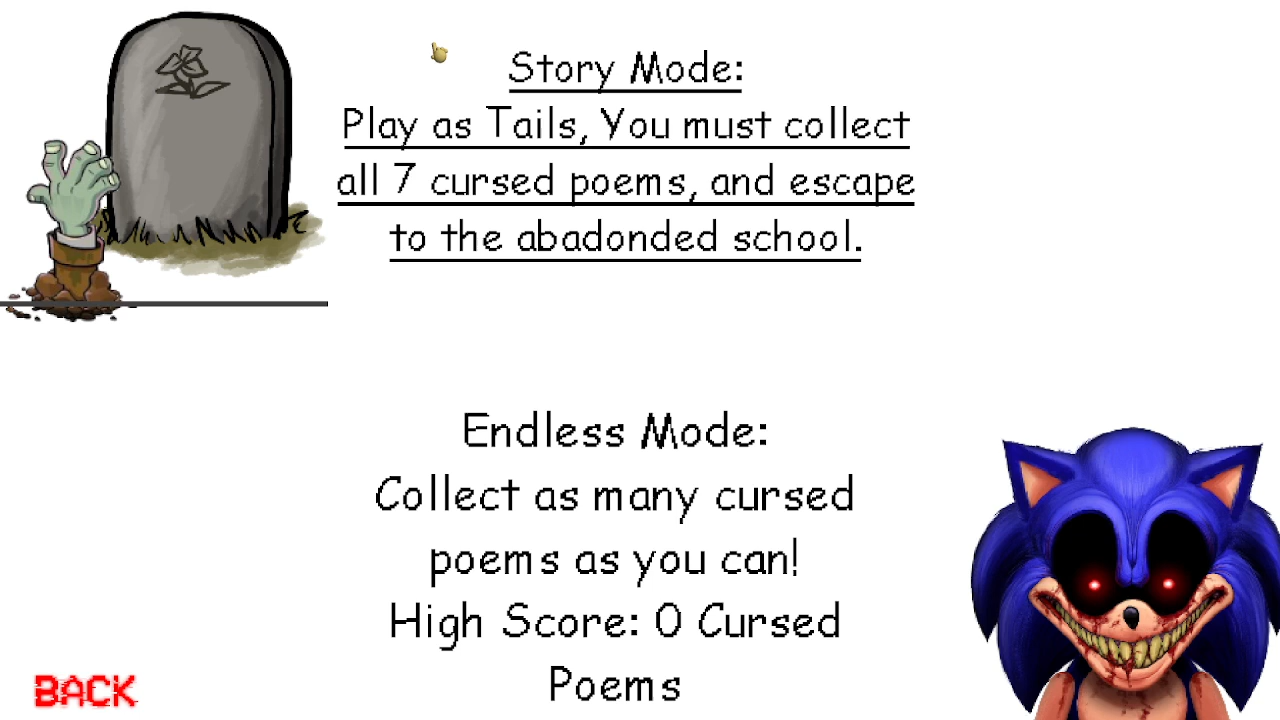 Story Mode:
Play as Tails, You must collect
all 7 cursed poems, and escape
to the abadonded school.
Endless Mode:
Collect as many cursed
poems as you can!
High Score: 0 Cursed
Poems
BACK